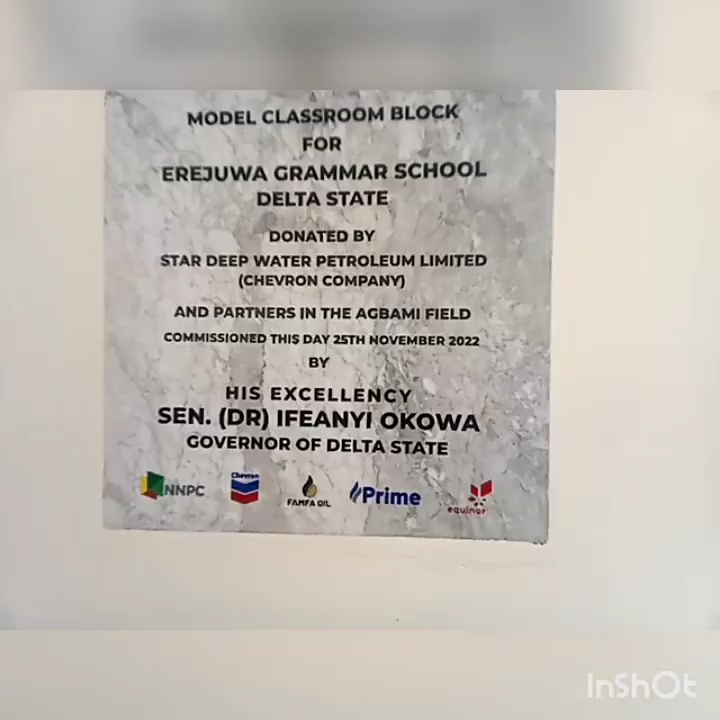 MODEL CLASSROOM BLOCK
FOR
EREJUWA GRAMMAR SCHOOL
DELTA STATE
DONATED BY
STAR DEEP WATER PETROLEUM LIMITED
(CHEVRON COMPANY)
AND PARTNERS IN THE AGBAMI FIELD
COMMISSIONED THIS DAY 25TH NOVEMBER 2022
BY
HIS EXCELLENCY
SEN. (DR) IFEANYI OKOWA
GOVERNOR OF DELTA STATE
NNPC Chevron FAMFA OIL Prime equinor
InShOt